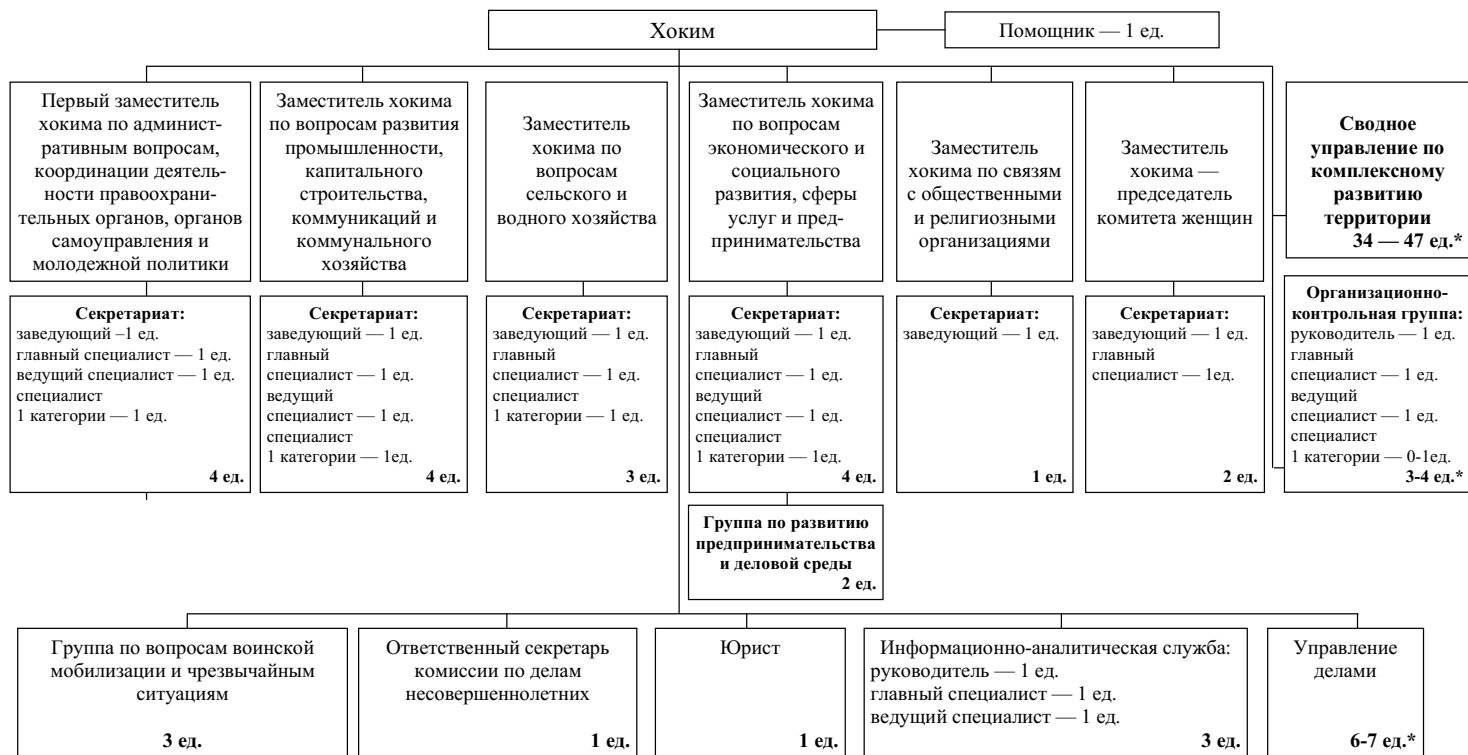 Хоким
Помощник — 1 ед.
Первый заместитель
хокима по админист-
ративным вопросам,
координации деятель-
ности правоохрани-
тельных органов, органов
самоуправления и
молодежной политики
Заместитель хокима
по вопросам развития
промышленности,
капитального
строительства,
коммуникаций и
коммунального
хозяйства
Заместитель
хокима по
вопросам
сельского и
водного хозяйства
Заместитель хокима
по вопросам
экономического и
социального
развития, сферы
услуг и пред-
принимательства
Заместитель
хокима по связям
с общественными
и религиозными
организациями
Заместитель
хокима —
председатель
комитета женщин
Сводное
управление по
комплексному
развитию
территории
34 — 47 ед.*
Секретариат:
заведующий –1 ед.
главный специалист — 1 ед.
ведущий специалист — 1 ед.
специалист
1 категории — 1 ед.
4 ед.
Секретариат:
заведующий — 1 ед.
главный
специалист — 1 ед.
ведущий
специалист — 1 ед.
специалист
1 категории — 1ед.
4 ед.
Секретариат:
заведующий — 1 ед.
главный
специалист — 1 ед.
специалист
1 категории — 1 ед.
3 ед.
Секретариат:
заведующий — 1 ед.
главный
специалист — 1 ед.
ведущий
специалист — 1 ед.
специалист
1 категории — 1ед.
4 ед.
Секретариат:
заведующий — 1 ед.
1 ед.
Секретариат:
заведующий — 1 ед.
главный
специалист — 1ед.
2 ед.
Организационно-
контрольная группа:
руководитель — 1 ед.
главный
специалист — 1 ед.
ведущий
специалист — 1 ед.
специалист
1 категории — 0-1ед.
3-4 ед.*
Группа по развитию
предпринимательства
и деловой среды
2 ед.
Группа по вопросам воинской
мобилизации и чрезвычайным
ситуациям
3 ед.
Ответственный секретарь
комиссии по делам
несовершеннолетних
1 ед.
Юрист
1 ед.
Информационно-аналитическая служба:
руководитель — 1 ед.
главный специалист — 1 ед.
ведущий специалист — 1 ед.
3 ед.
Управление
делами
6-7 ед.*